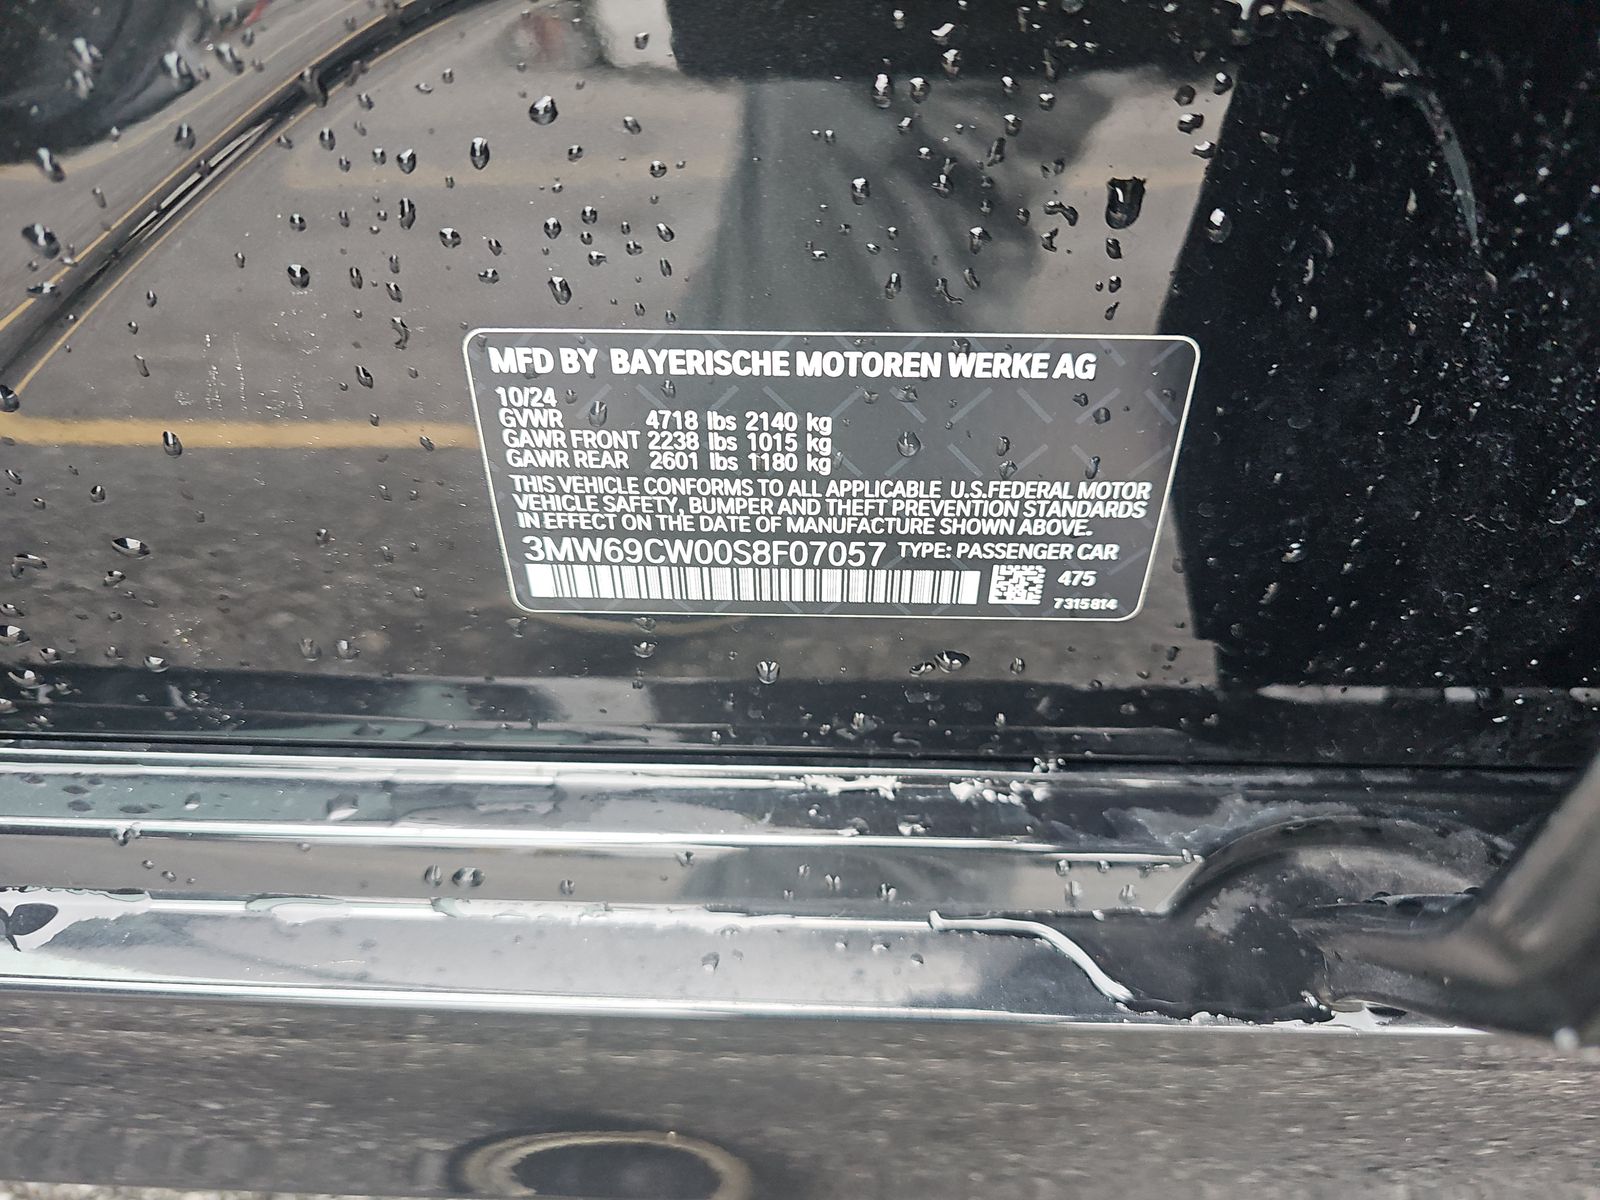 MFD BY BAYERISCHE MOTOREN WERKE AG
10/24
GVWR 4718 lbs 2140 kg
GAWR FRONT 2238 lbs 1015 kg
GAWR REAR 2601 lbs 1180 kg
THIS VEHICLE CONFORMS TO ALL APPLICABLE U.S.FEDERAL MOTOR
VEHICLE SAFETY, BUMPER AND THEFT PREVENTION STANDARDS
IN EFFECT ON THE DATE OF MANUFACTURE SHOWN ABOVE.
3MW69CW00S8F07057 TYPE: PASSENGER CAR
475
7315814